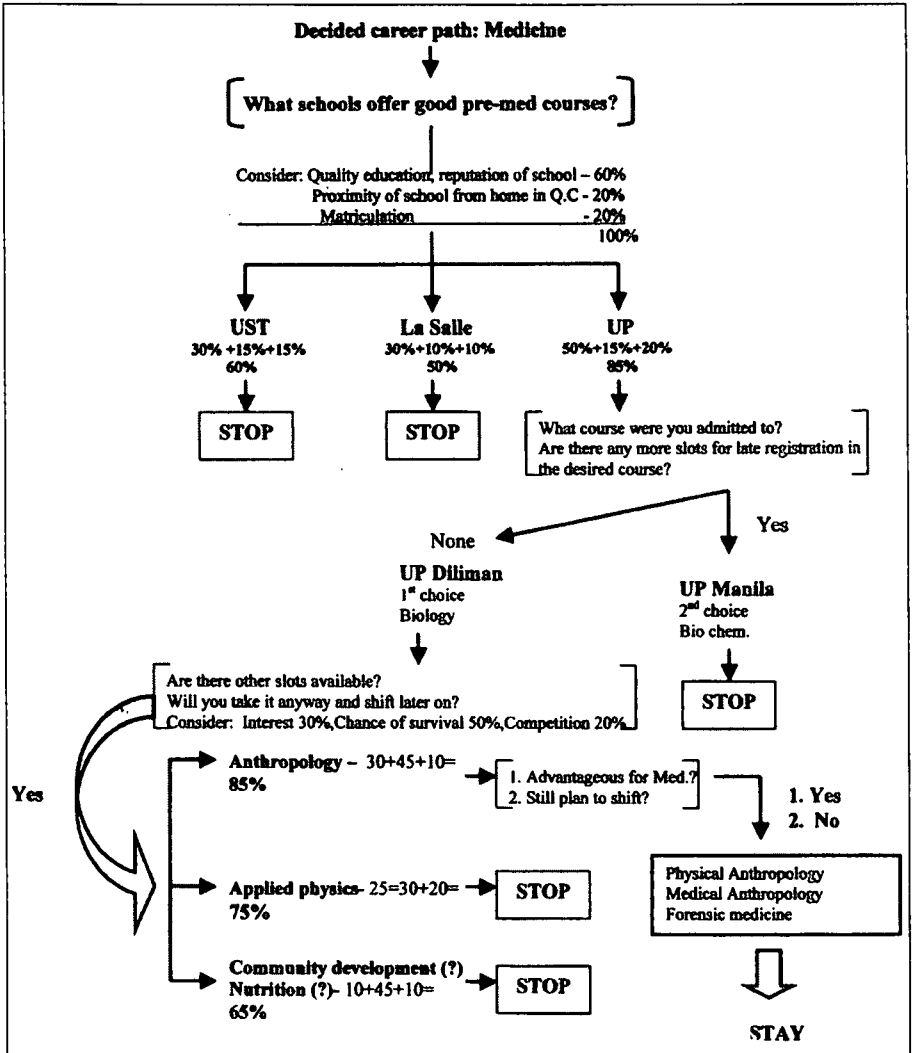 Decided career path: Medicine
What schools offer good pre-med courses?
Consider: Quality education, reputation of school – 60%
Proximity of school from home in Q.C - 20%
Matriculation - 20%
100%
UST
30% +15%+15%
60%
STOP
La Salle
30%+10%+10%
50%
STOP
UP
50%+15%+20%
85%
What course were you admitted to?
Are there any more slots for late registration in
the desired course?
None
UP Diliman
1st choice
Biology
Yes
UP Manila
2nd choice
Bio chem.
STOP
Are there other slots available?
Will you take it anyway and shift later on?
Consider: Interest 30%,Chance of survival 50%,Competition 20%
Yes
Anthropology – 30+45+10=
85%
1. Advantageous for Med.?
2. Still plan to shift?
1. Yes
2. No
Physical Anthropology
Medical Anthropology
Forensic medicine
STAY
Applied physics- 25=30+20=
75%
STOP
Community development (?)
Nutrition (?)- 10+45+10=
65%
STOP